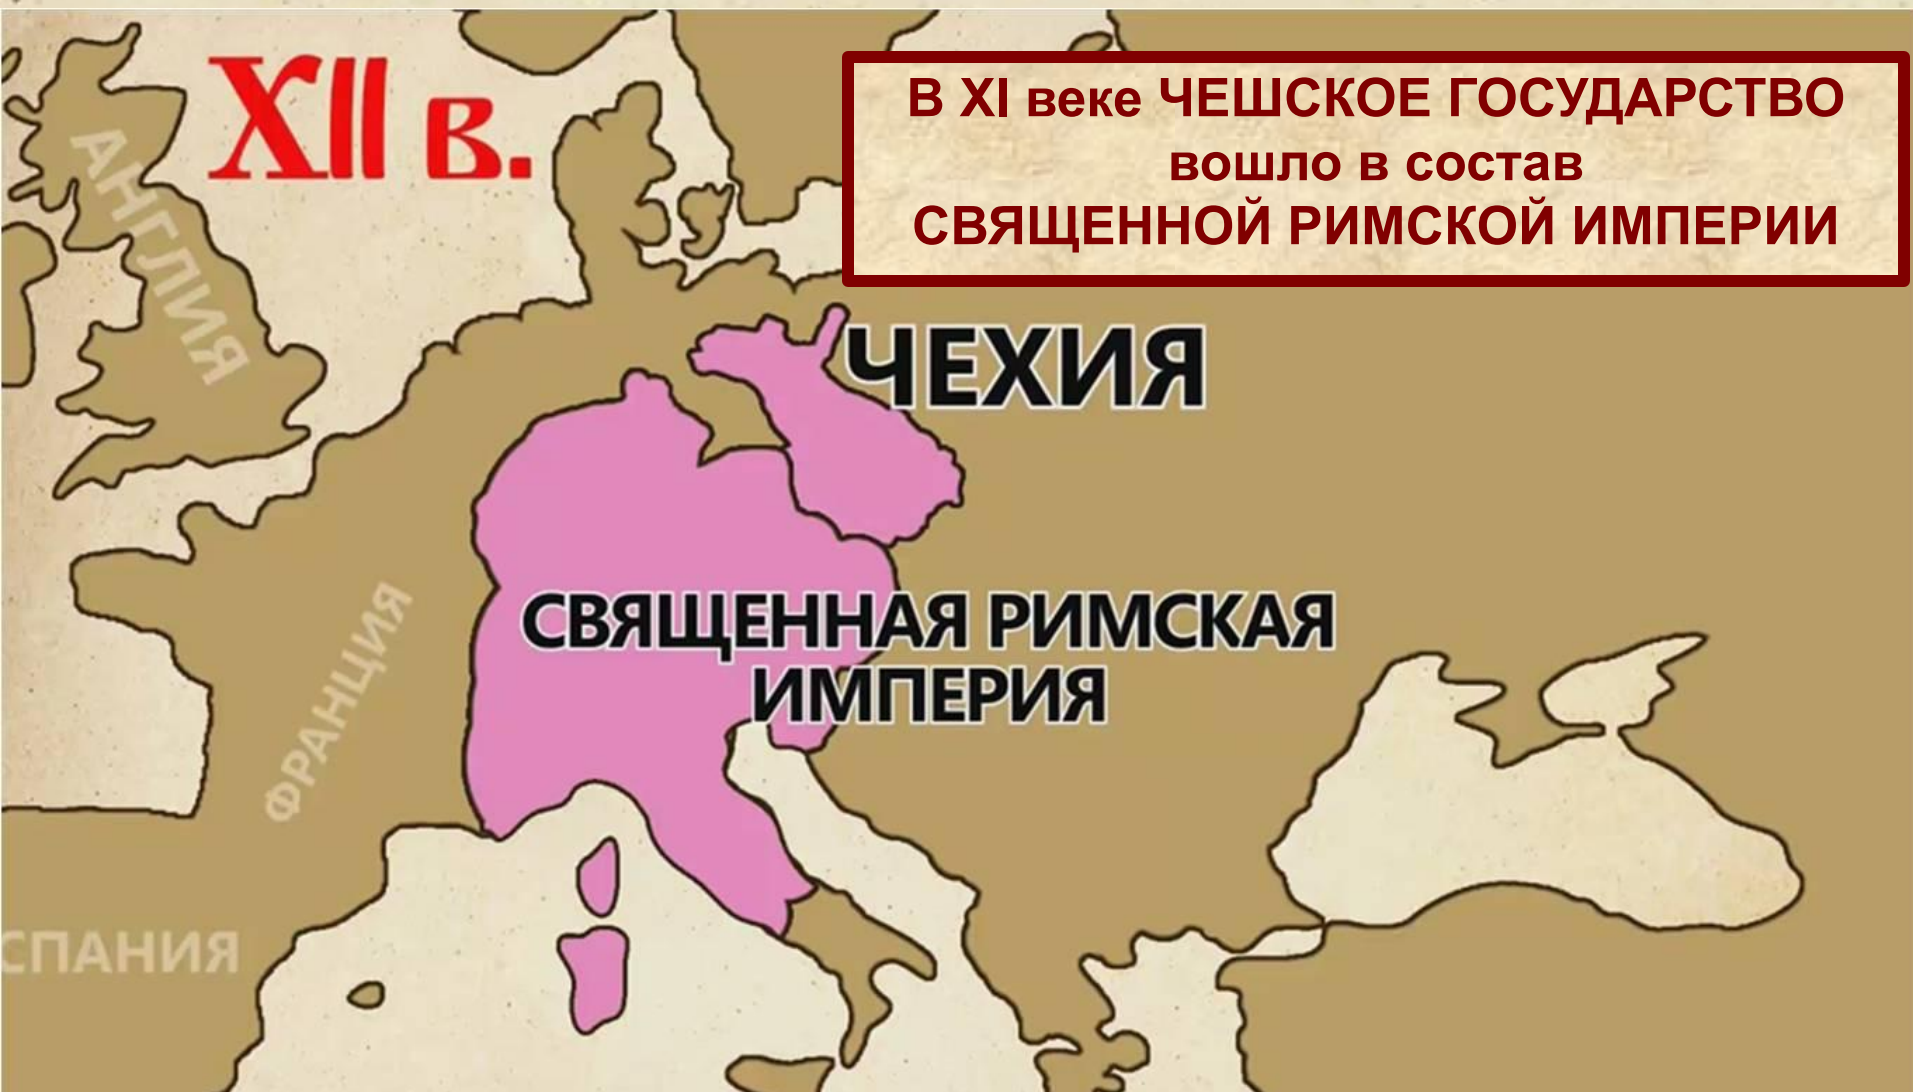 XII в.
В XI веке ЧЕШСКОЕ ГОСУДАРСТВО
вошло в состав
СВЯЩЕННОЙ РИМСКОЙ ИМПЕРИИ
АНГЛИЯ
ЧЕХИЯ
СВЯЩЕННАЯ РИМСКАЯ
ИМПЕРИЯ
ФРАНЦИЯ
СПАНИЯ